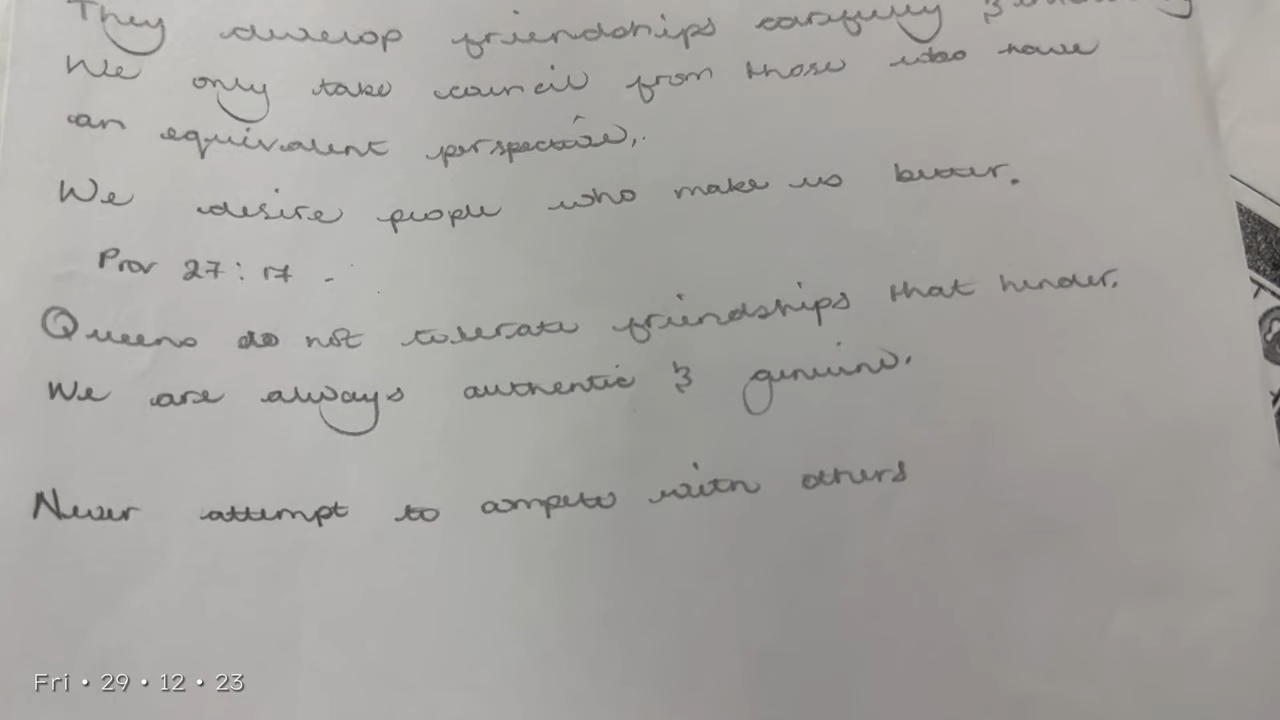 They develop friendships carefully &
We only take council from those who have
an equivalent perspective,.
We desire people who make us better.
Prov 27:17 -
Queens do not tolerate friendships that hinder.
We are always authentic & genuine.
Never attempt to compete with others
Fri • 29 • 12 • 23